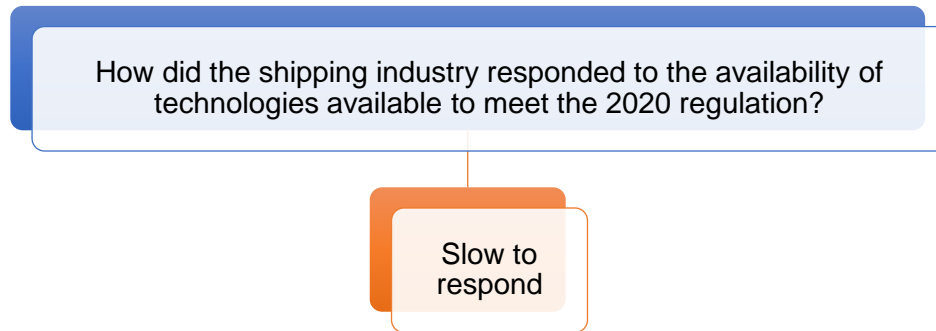 How did the shipping industry responded to the availability of
technologies available to meet the 2020 regulation?
Slow to
respond